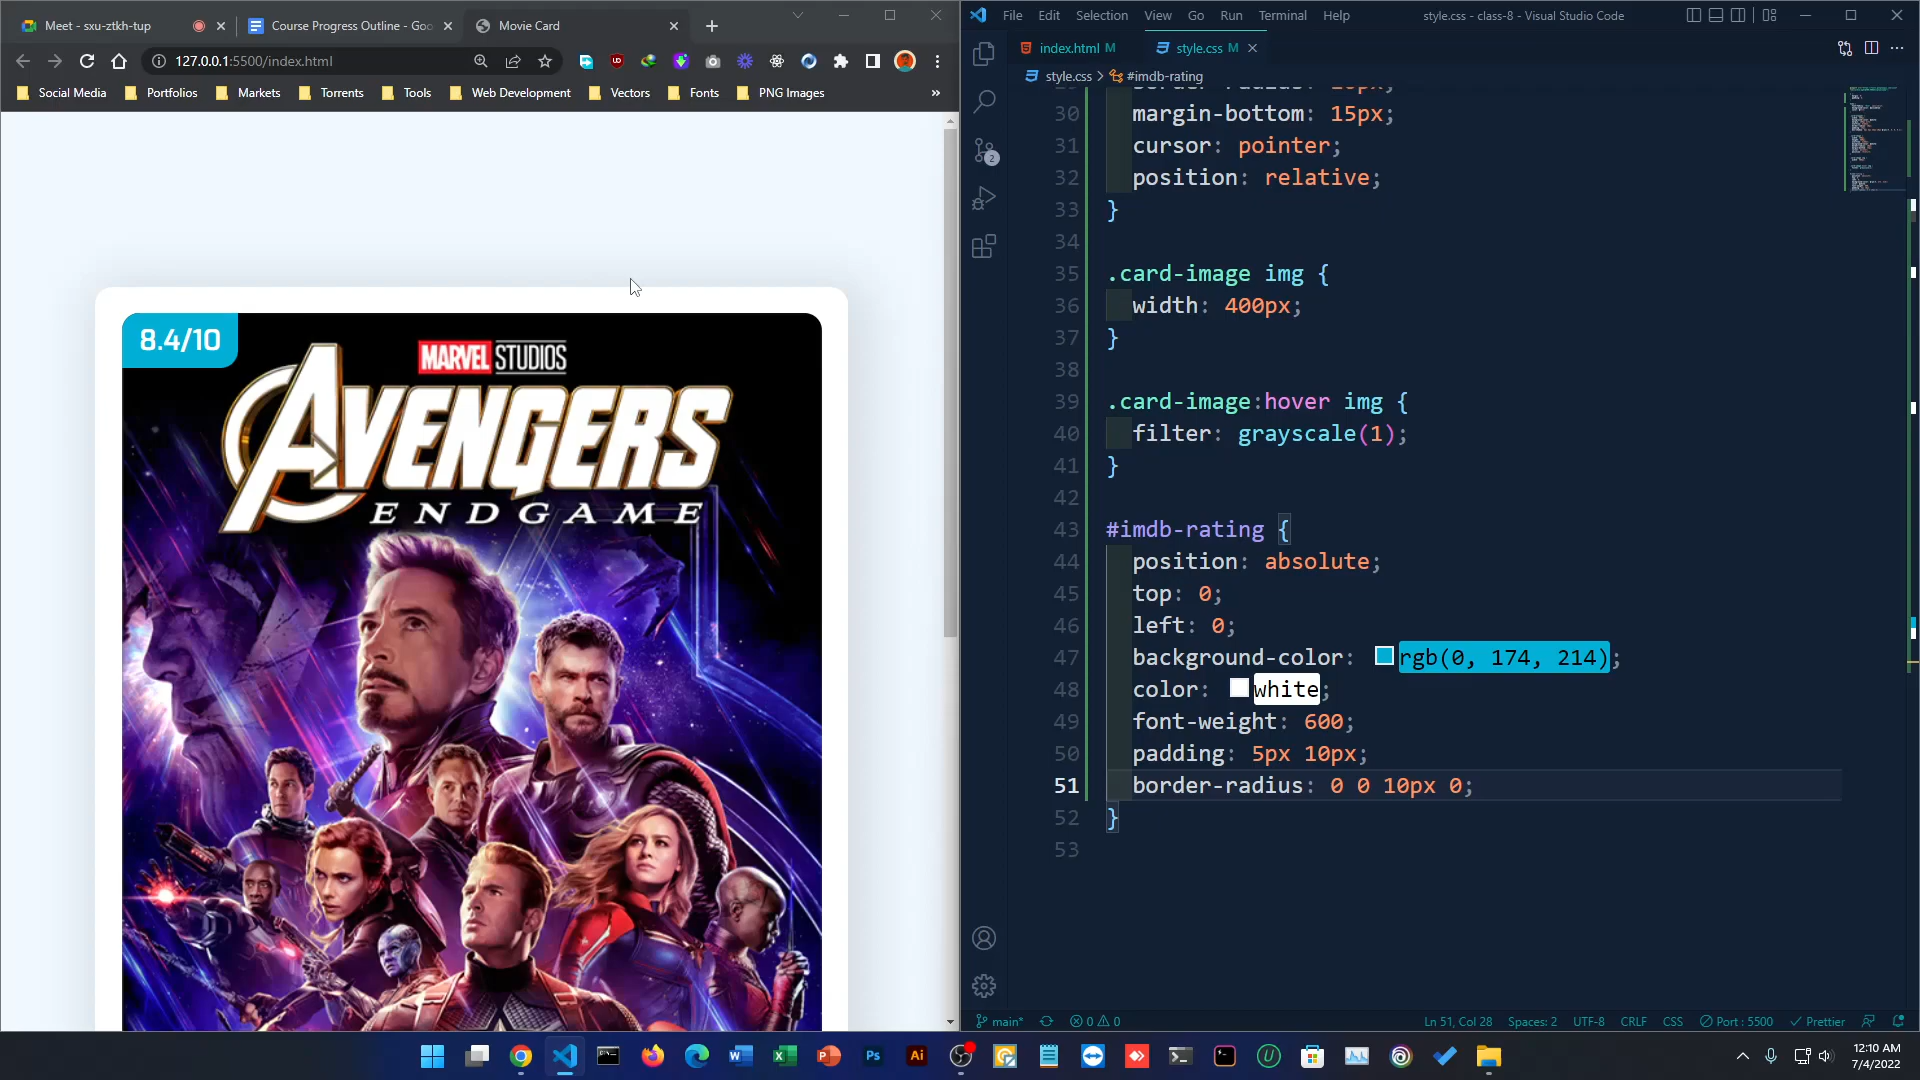 Meet - sxu-ztkh-tup
Course Progress Outline - Goo
Movie Card
127.0.0.1:5500/index.html
Social Media
Portfolios
Markets
Torrents
Tools
Web Development
Vectors
Fonts
PNG Images
»
8.4/10
MARVEL STUDIOS
AVENGERS
ENDGAME
File Edit Selection View Go Run Terminal Help
style.css - class-8 - Visual Studio Code
index.html M
style.css M
style.css > #imdb-rating
2
30 margin-bottom: 15px;
31 cursor: pointer;
32 position: relative;
33 }
34
35 .card-image img {
36 width: 400px;
37 }
38
39 .card-image:hover img {
40 filter: grayscale(1);
41 }
42
43 #imdb-rating {
44 position: absolute;
45 top: 0;
46 left: 0;
47 background-color: rgb(0, 174, 214);
48 color: white;
49 font-weight: 600;
50 padding: 5px 10px;
51 border-radius: 0 0 10px 0;
52 }
53
main*
0 0
Ln 51, Col 28
Spaces: 2
UTF-8
CRLF
CSS
Port : 5500
Prettier
12:10 AM
7/4/2022